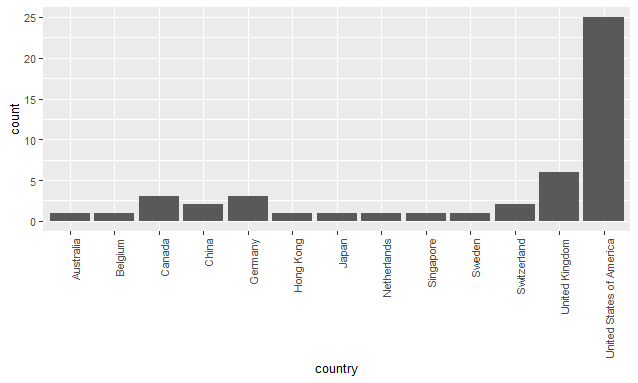 25
20
15
10
5
0
count
Australia
Belgium
Canada
China
Germany
Hong Kong
Japan
Netherlands
Singapore
Sweden
Switzerland
United Kingdom
United States of America
country